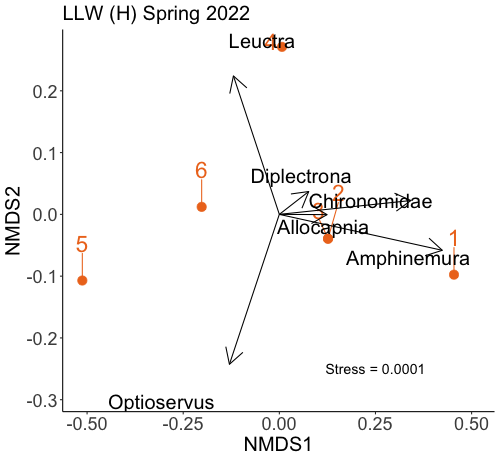 LLW (H) Spring 2022
Leuctra
4
0.2
0.1
6
Diplectrona
2
Chironomidae
3
0.0
Allocapnia
1
5
Amphinemura
-0.1
-0.2
Stress = 0.0001
Optioservus
-0.3
-0.50
-0.25
0.00
0.25
0.50
NMDS1
NMDS2